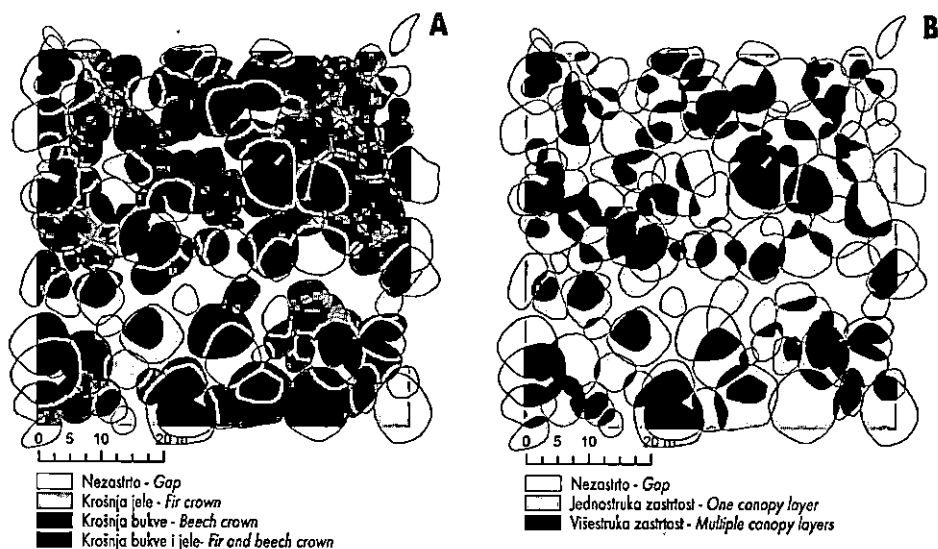 A
B
0 5 10 20 m
0 5 10 20 m
Nezastrto - Gap
Krošnja jele - Fir crown
Krošnja bukve - Beech crown
Krošnja bukve i jele - Fir and beech crown
Nezastrto - Gap
Jednostruka zastrtost - One canopy layer
Višestruka zastrtost - Multiple canopy layers